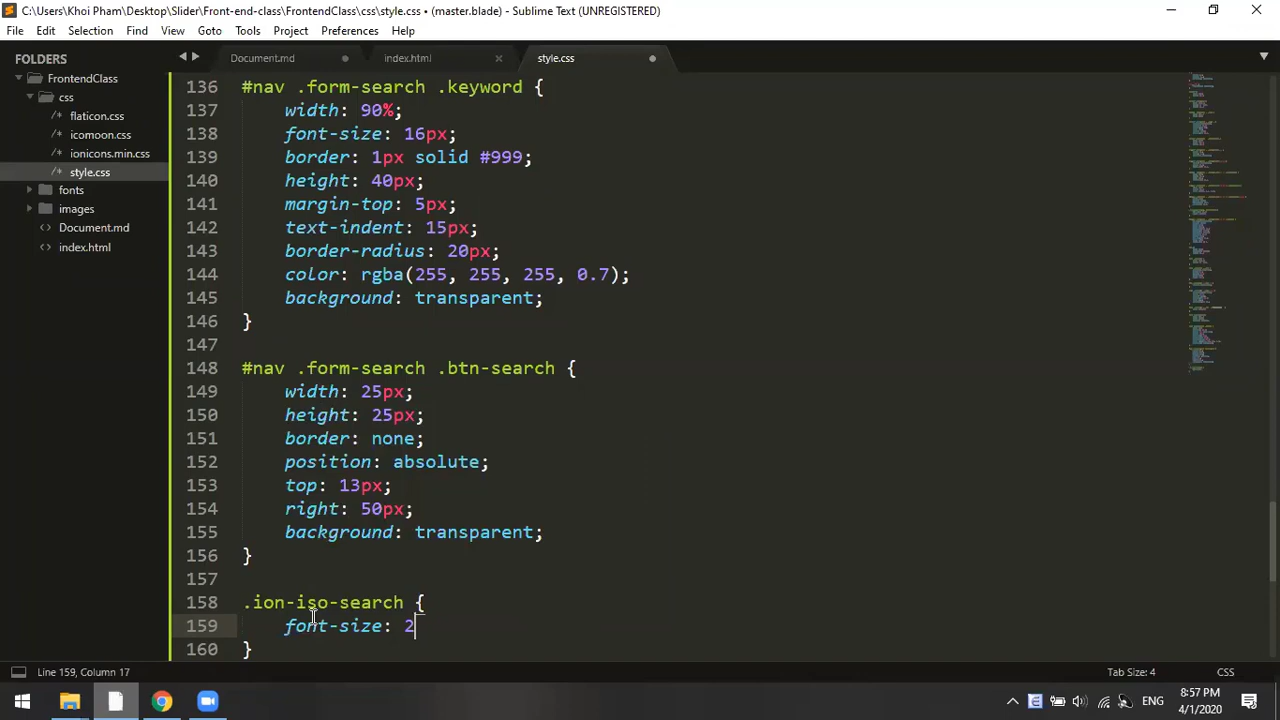 C:\Users\Khoi Pham\Desktop\Slider\Front-end-class\FrontendClass\css\style.css • (master.blade) - Sublime Text (UNREGISTERED)
File Edit Selection Find View Goto Tools Project Preferences Help
FOLDERS
FrontendClass
css
/* flaticon.css
/* icomoon.css
/* ionicons.min.css
/* style.css
fonts
images
<> Document.md
<> index.html
Document.md index.html style.css
136 #nav .form-search .keyword {
137 width: 90%;
138 font-size: 16px;
139 border: 1px solid #999;
140 height: 40px;
141 margin-top: 5px;
142 text-indent: 15px;
143 border-radius: 20px;
144 color: rgba(255, 255, 255, 0.7);
145 background: transparent;
146 }
147
148 #nav .form-search .btn-search {
149 width: 25px;
150 height: 25px;
151 border: none;
152 position: absolute;
153 top: 13px;
154 right: 50px;
155 background: transparent;
156 }
157
158 .ion-iso-search {
159 font-size: 2
160 }
Line 159, Column 17 Tab Size: 4 CSS
ENG 8:57 PM
4/1/2020